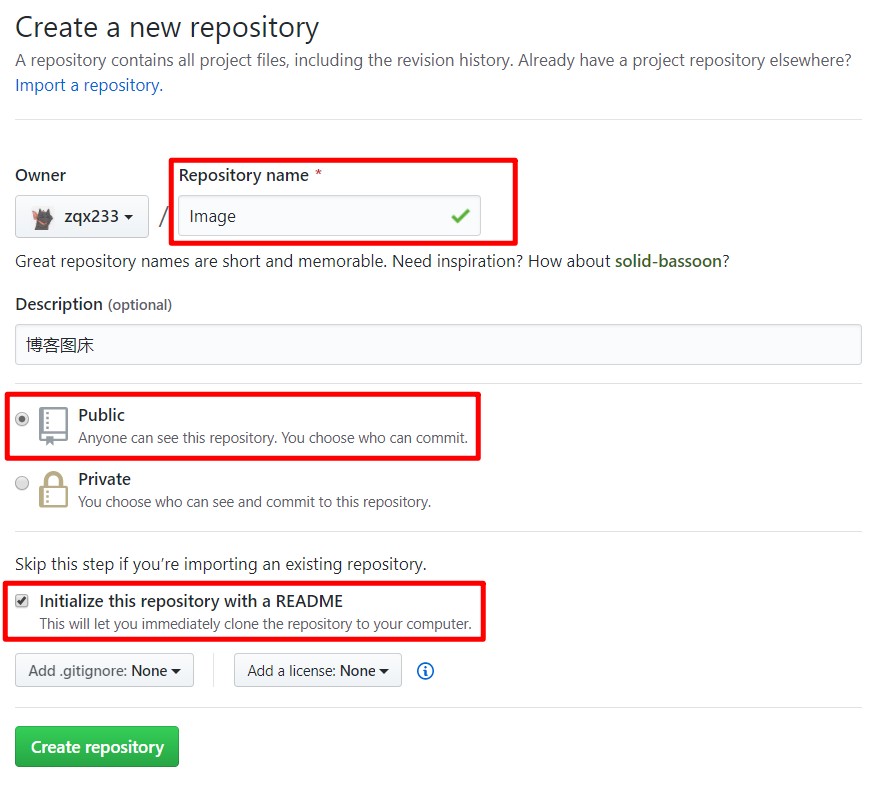 Create a new repository
A repository contains all project files, including the revision history. Already have a project repository elsewhere?
Import a repository.
Owner
Repository name *
zqx233
/
Image
Great repository names are short and memorable. Need inspiration? How about solid-bassoon?
Description (optional)
博客图床
Public
Anyone can see this repository. You choose who can commit.
Private
You choose who can see and commit to this repository.
Skip this step if you’re importing an existing repository.
Initialize this repository with a README
This will let you immediately clone the repository to your computer.
Add .gitignore: None
Add a license: None
Create repository